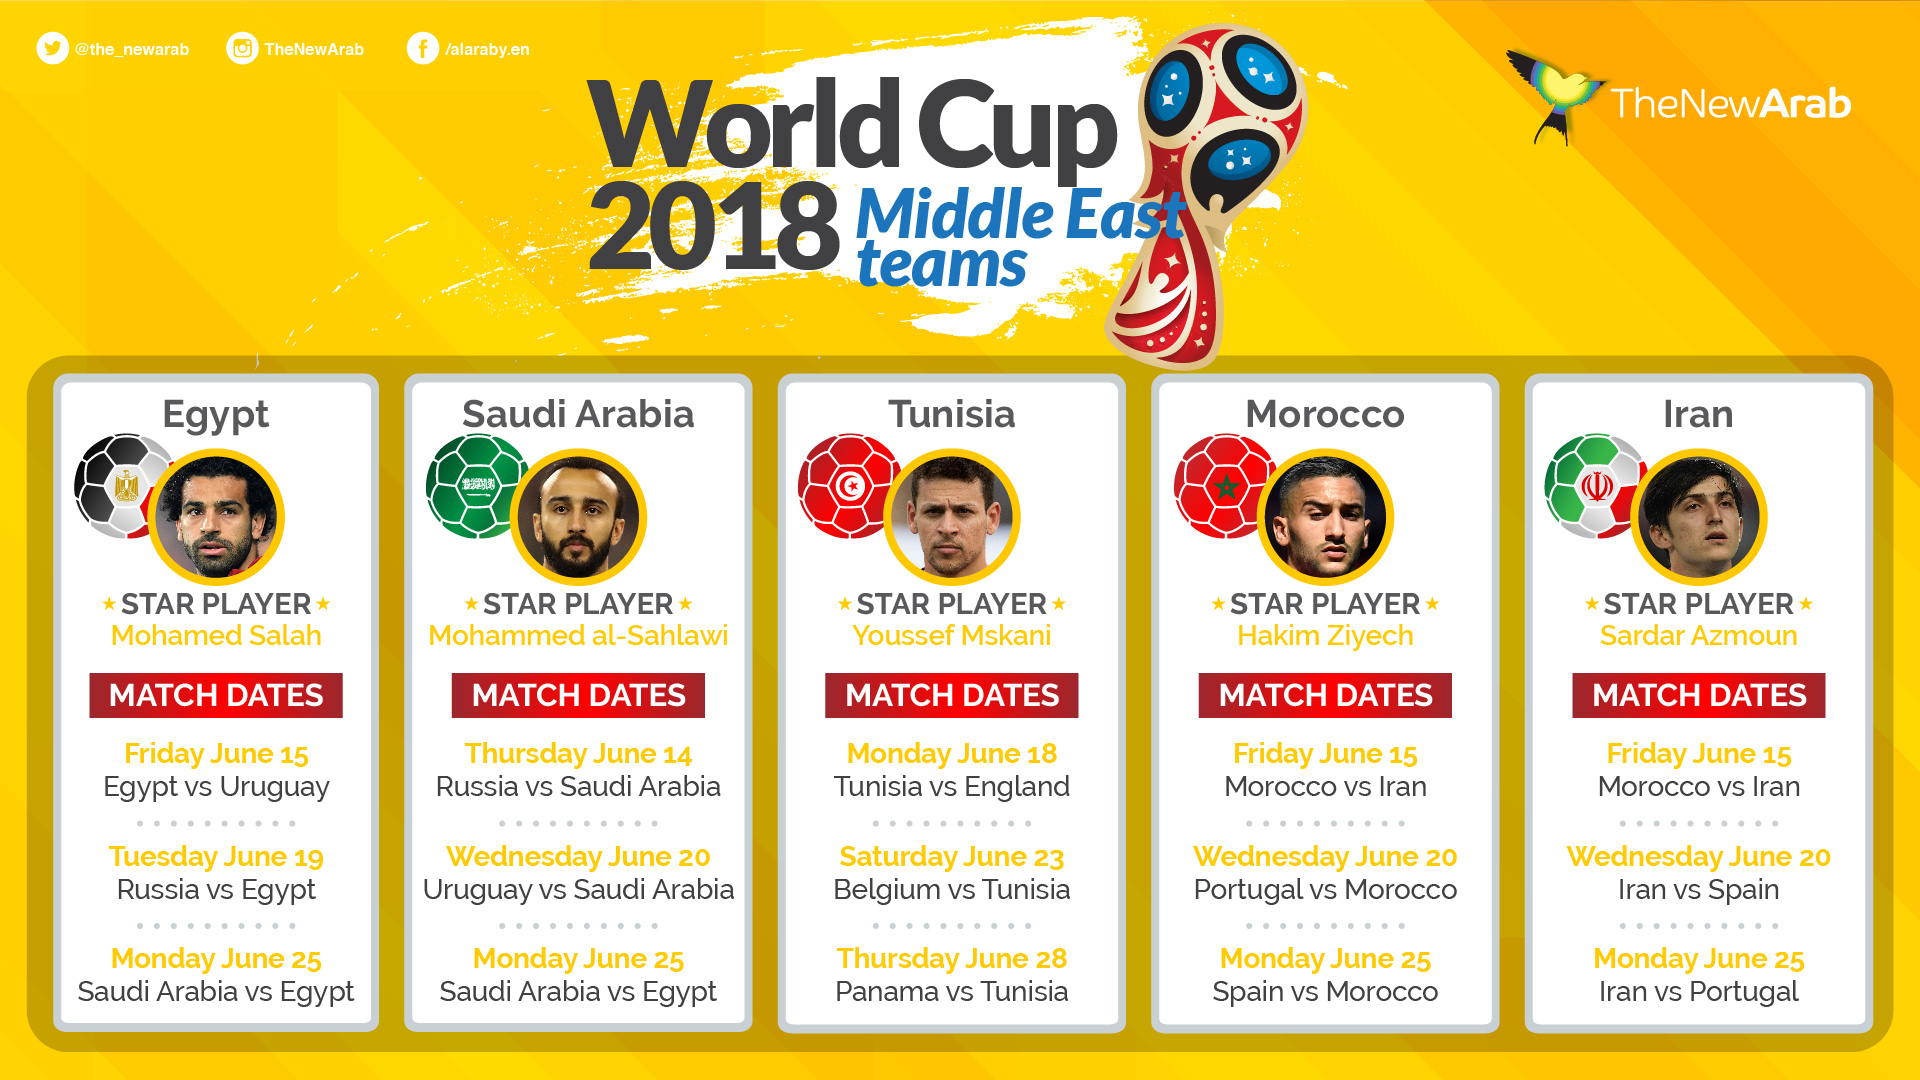 @the_newarab
TheNewArab
/alaraby.en
TheNewArab
World Cup
2018 Middle East
teams
Egypt
STAR PLAYER
Mohamed Salah
MATCH DATES
Friday June 15
Egypt vs Uruguay
Tuesday June 19
Russia vs Egypt
Monday June 25
Saudi Arabia vs Egypt
Saudi Arabia
STAR PLAYER
Mohammed al-Sahlawi
MATCH DATES
Thursday June 14
Russia vs Saudi Arabia
Wednesday June 20
Uruguay vs Saudi Arabia
Monday June 25
Saudi Arabia vs Egypt
Tunisia
STAR PLAYER
Youssef Mskani
MATCH DATES
Monday June 18
Tunisia vs England
Saturday June 23
Belgium vs Tunisia
Thursday June 28
Panama vs Tunisia
Morocco
STAR PLAYER
Hakim Ziyech
MATCH DATES
Friday June 15
Morocco vs Iran
Wednesday June 20
Portugal vs Morocco
Monday June 25
Spain vs Morocco
Iran
STAR PLAYER
Sardar Azmoun
MATCH DATES
Friday June 15
Morocco vs Iran
Wednesday June 20
Iran vs Spain
Monday June 25
Iran vs Portugal